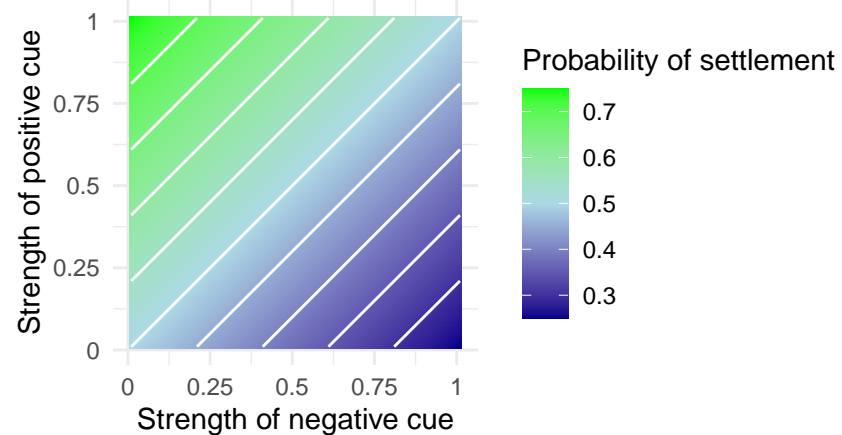 Strength of positive cue
1
0.75
0.5
0.25
0
0 0.25 0.5 0.75 1
Strength of negative cue
Probability of settlement
0.7
0.6
0.5
0.4
0.3